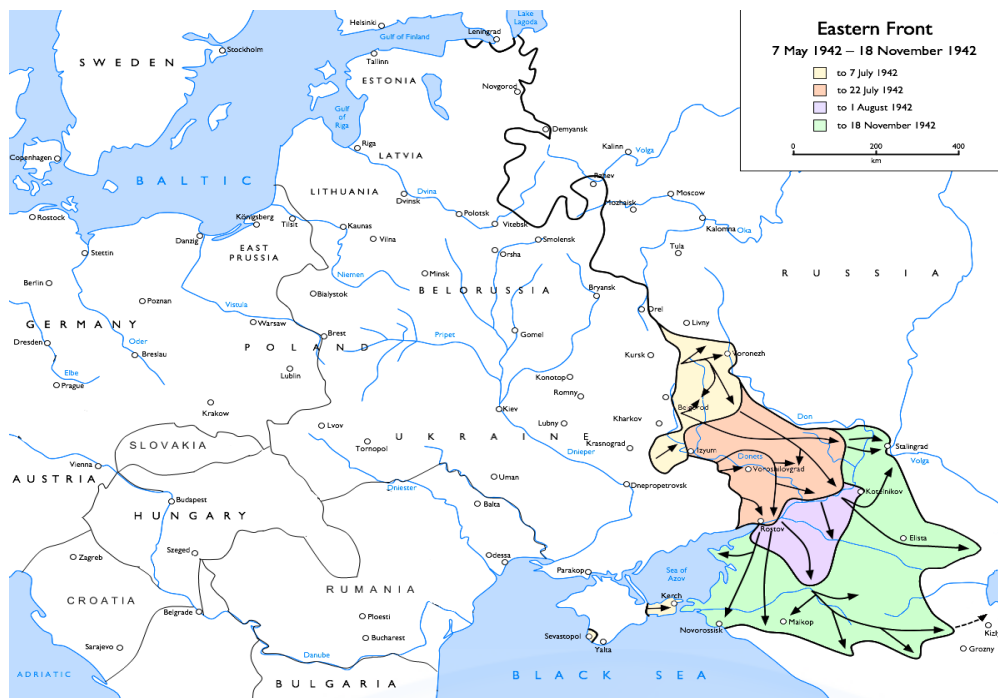 Eastern Front
7 May 1942 – 18 November 1942
to 7 July 1942
to 22 July 1942
to 1 August 1942
to 18 November 1942
0 200 400
km
Helsinki
Lake
Lagoda
Leningrad
Gulf of Finland
Stockholm
Tallinn
SWEDEN
ESTONIA
Novgorod
Gulf
of
Riga
Demyansk
Riga
Kalinn
Volga
LATVIA
Copenhagen
BALTIC
LITHUANIA
Dvina
Dvinsk
Moscow
Mozhaisk
Rostock
Königsberg
Tilsit
Polotsk
Vitebsk
Kalomna
Oka
Danzig
Kaunas
Vilna
Smolensk
Tula
Orsha
EAST
PRUSSIA
Stettin
Niemen
Minsk
RUSSIA
Berlin
Bialystok
BELORUSSIA
Bryansk
Poznan
Vistula
Orel
GERMANY
Warsaw
Brest
Pripet
Gomel
Livny
Dresden
Oder
Breslau
POLAND
Kursk
Voronezh
Elbe
Prague
Lublin
Konotop
Romny
Krakow
Kiev
Belgorod
Lvov
Lubny
Kharkov
Don
SLOVAKIA
Tornopol
UKRAINE
Krasnograd
Dnieper
Izyum
Donets
Stalingrad
Volga
Vienna
AUSTRIA
Uman
Vorosailovgrad
Dniester
Dnepropetrovsk
Kotelnikov
Budapest
Balta
HUNGARY
Rostov
Elista
Szeged
Odessa
Zagreb
Parakop
Sea of
Azov
CROATIA
RUMANIA
Kerch
Belgrade
Ploesti
Novorossisk
Maikop
Kizl
Bucharest
Sevastopol
Yalta
Grozny
Sarajevo
Danube
ADRIATIC
BULGARIA
BLACK SEA